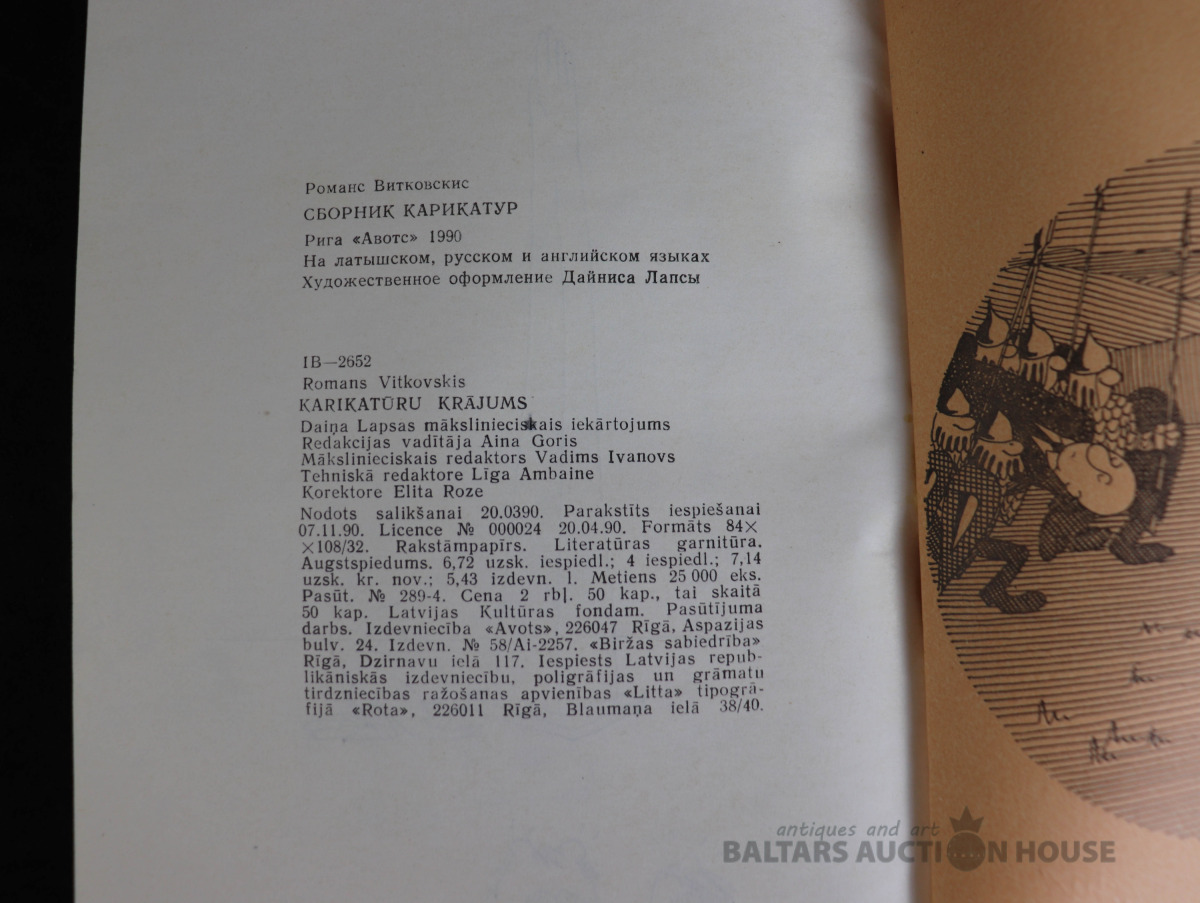 Романс Витковскис
СБОРНИК КАРИКАТУР
Рига «Авотс» 1990
На латышском, русском и английском языках
Художественное оформление Дайниса Лапсы
IB—2652
Romans Vitkovskis
KARIKATŪRU KRĀJUMS
Daiņa Lapsas mākslinieciskais iekārtojums
Redakcijas vadītāja Aina Goris
Mākslinieciskais redaktors Vadims Ivanovs
Tehniskā redaktore Līga Ambaine
Korektore Elita Roze
Nodots salikšanai 20.0390. Parakstīts iespiešanai
07.11.90. Licence № 000024 20.04.90. Formāts 84×
×108/32. Rakstāmpapīrs. Literatūras garnitūra.
Augstspiedums. 6,72 uzsk. iespiedl.; 4 iespiedl.; 7,14
uzsk. kr. nov.; 5,43 izdevn. l. Metiens 25 000 eks.
Pasūt. № 289-4. Cena 2 rbļ. 50 kap., tai skaitā
50 kap. Latvijas Kultūras fondam. Pasūtījuma
darbs. Izdevniecība «Avots», 226047 Rīgā, Aspazijas
bulv. 24. Izdevn. № 58/Ai-2257. «Biržas sabiedrība»
Rīgā, Dzirnavu ielā 117. Iespiests Latvijas repub-
likāniskās izdevniecību, poligrāfijas un grāmatu
tirdzniecības ražošanas apvienības «Litta» tipogrā-
fijā «Rota», 226011 Rīgā, Blaumaņa ielā 38/40.
antiques and art
BALTARS AUCTION HOUSE